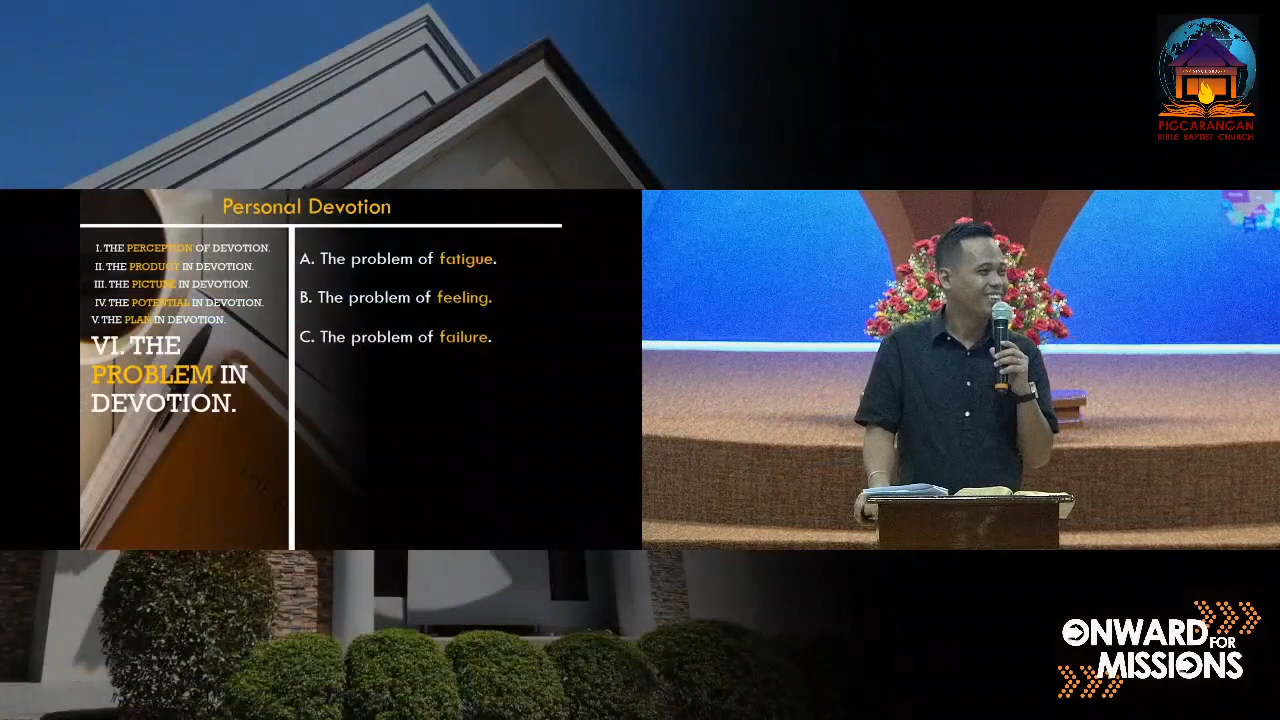 PIGCARANGAN
BIBLE BAPTIST CHURCH
Personal Devotion
I. THE PERCEPTION OF DEVOTION.
II. THE PRODUCT IN DEVOTION.
III. THE PICTURE IN DEVOTION.
IV. THE POTENTIAL IN DEVOTION.
V. THE PLAN IN DEVOTION.
VI. THE
PROBLEM IN
DEVOTION.
A. The problem of fatigue.
B. The problem of feeling.
C. The problem of failure.
ONWARD FOR
MISSIONS